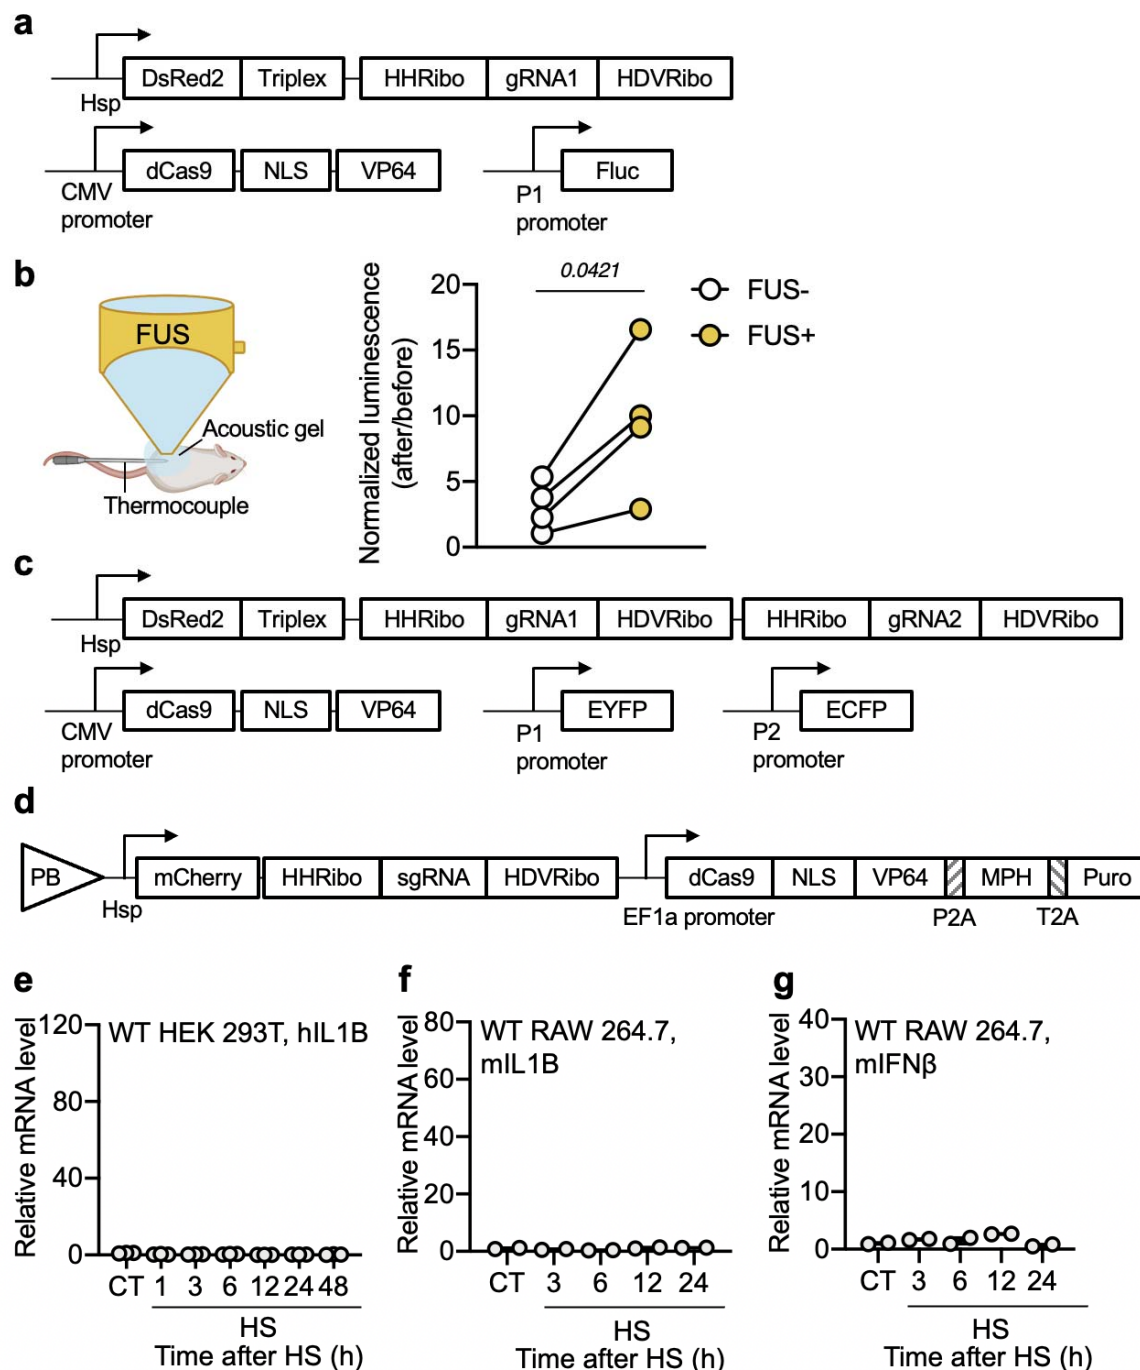 a
DsRed2 Triplex HHRibo gRNA1 HDVRibo
Hsp
dCas9 NLS VP64 Fluc
CMV
promoter
P1
promoter
b
FUS
Acoustic gel
Thermocouple
Normalized luminescence
(after/before)
20
15
10
5
0
0.0421
FUS-
FUS+
c
DsRed2 Triplex HHRibo gRNA1 HDVRibo HHRibo gRNA2 HDVRibo
Hsp
dCas9 NLS VP64 EYFP ECFP
CMV
promoter
P1
promoter
P2
promoter
d
PB mCherry HHRibo sgRNA HDVRibo dCas9 NLS VP64 MPH Puro
Hsp EF1a promoter P2A T2A
e
Relative mRNA level
120
80
40
0
WT HEK 293T, hIL1B
CT 1 3 6 12 24 48
HS
Time after HS (h)
f
Relative mRNA level
80
60
40
20
0
WT RAW 264.7,
mIL1B
CT 3 6 12 24
HS
Time after HS (h)
g
Relative mRNA level
40
30
20
10
0
WT RAW 264.7,
mIFNβ
CT 3 6 12 24
HS
Time after HS (h)